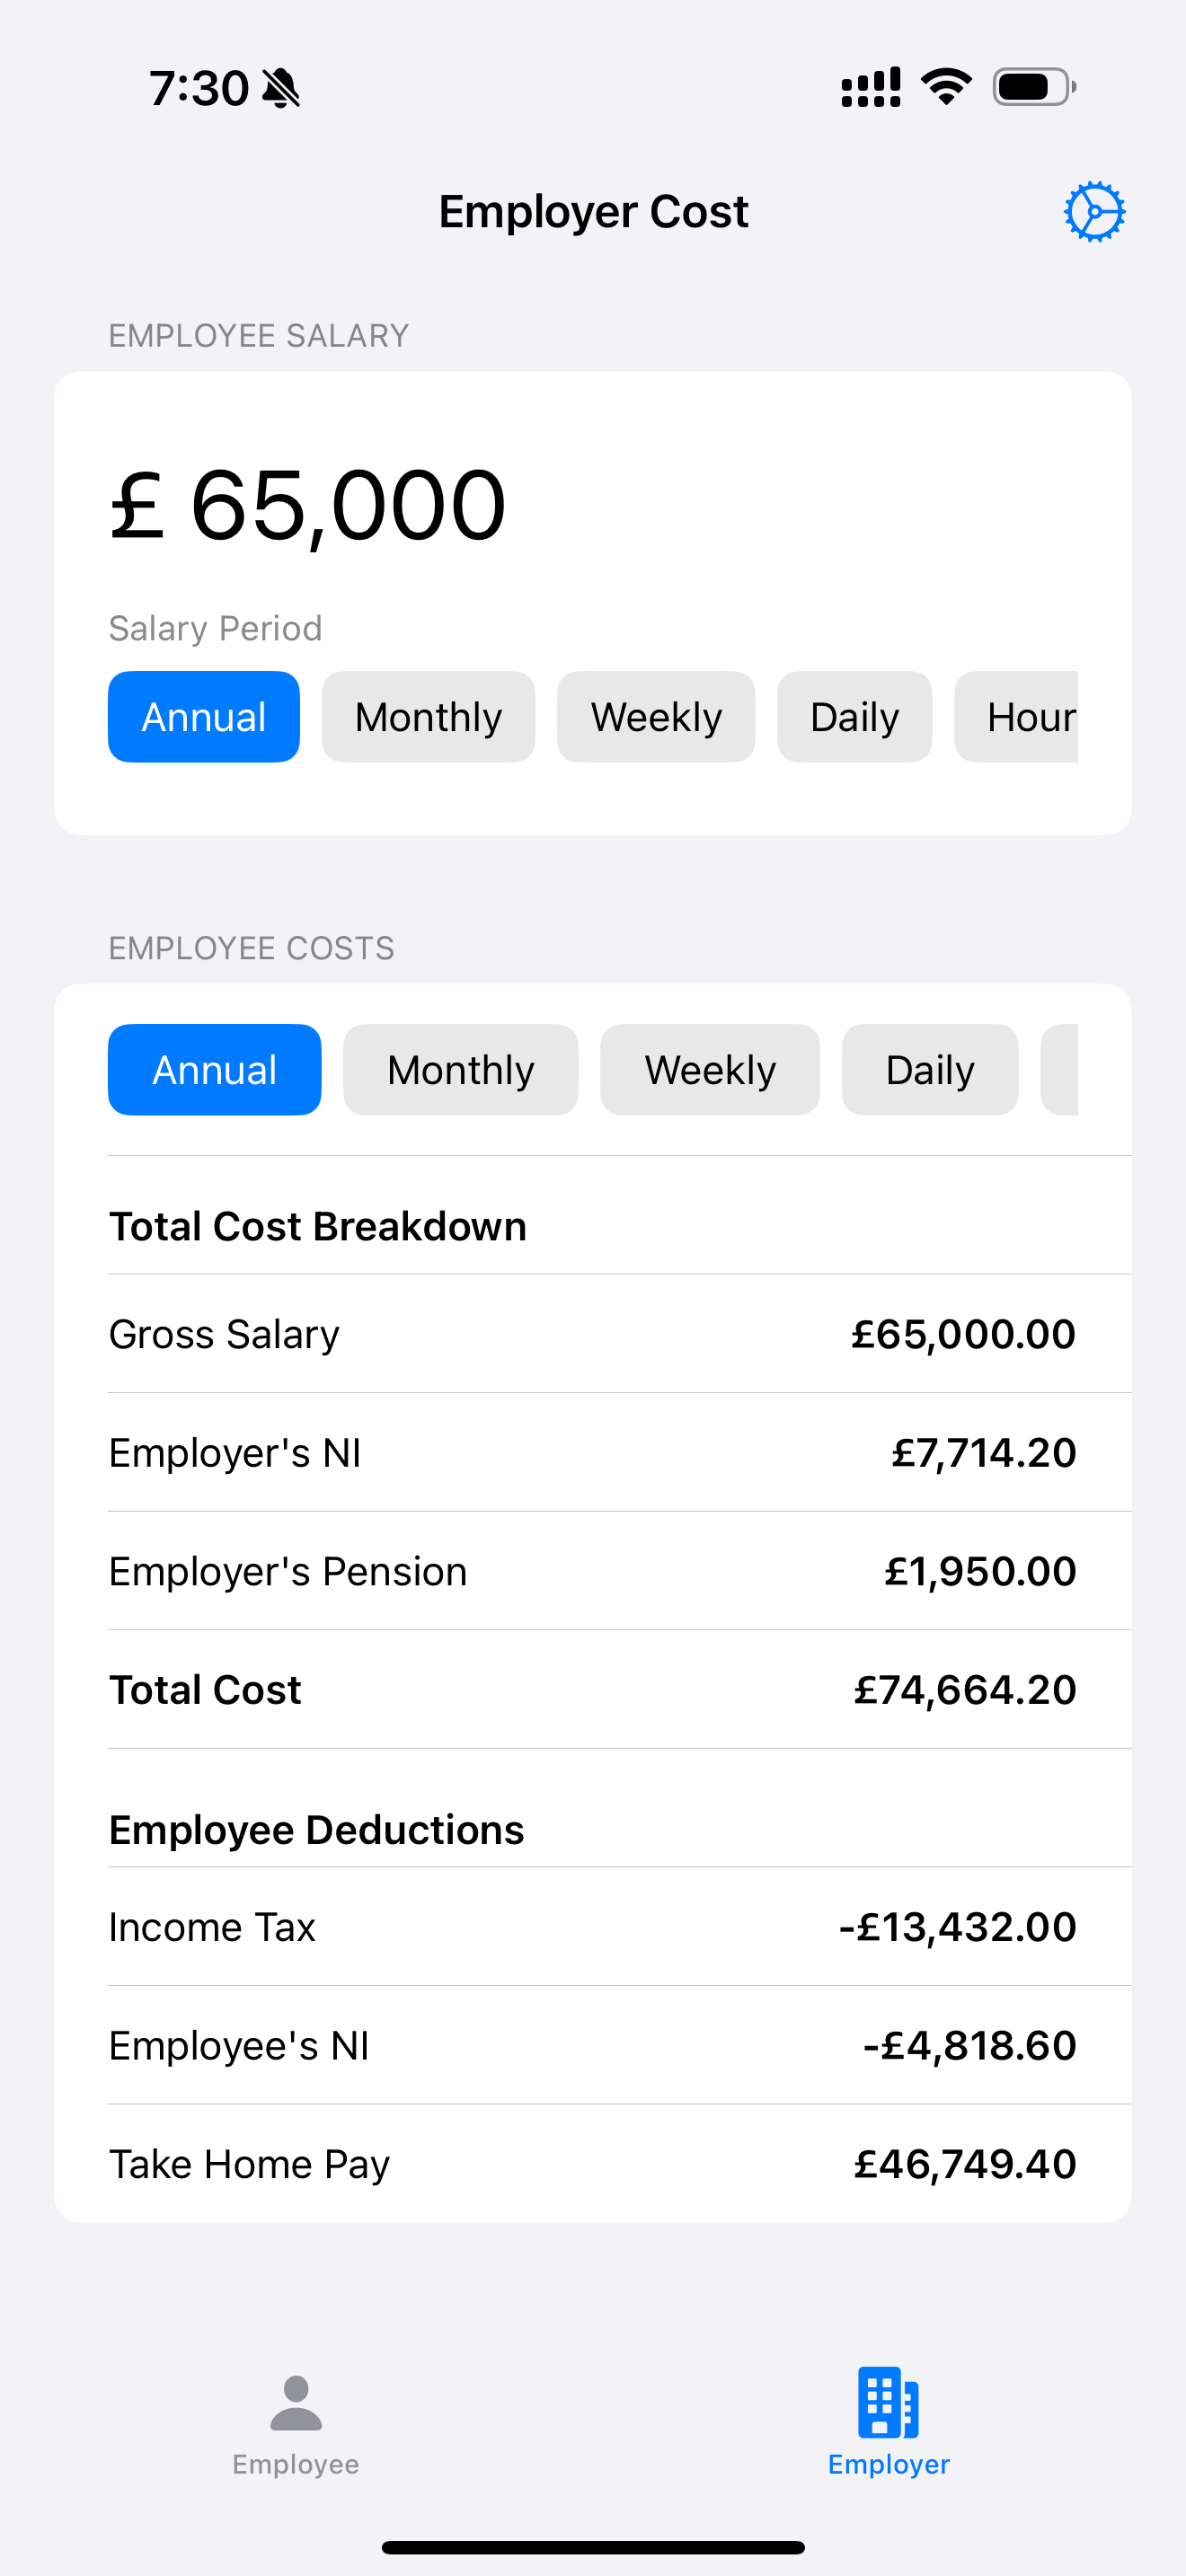 7:30
Employer Cost
EMPLOYEE SALARY
£ 65,000
Salary Period
Annual Monthly Weekly Daily Hour
EMPLOYEE COSTS
Annual Monthly Weekly Daily
Total Cost Breakdown
Gross Salary £65,000.00
Employer's NI £7,714.20
Employer's Pension £1,950.00
Total Cost £74,664.20
Employee Deductions
Income Tax -£13,432.00
Employee's NI -£4,818.60
Take Home Pay £46,749.40
Employee Employer